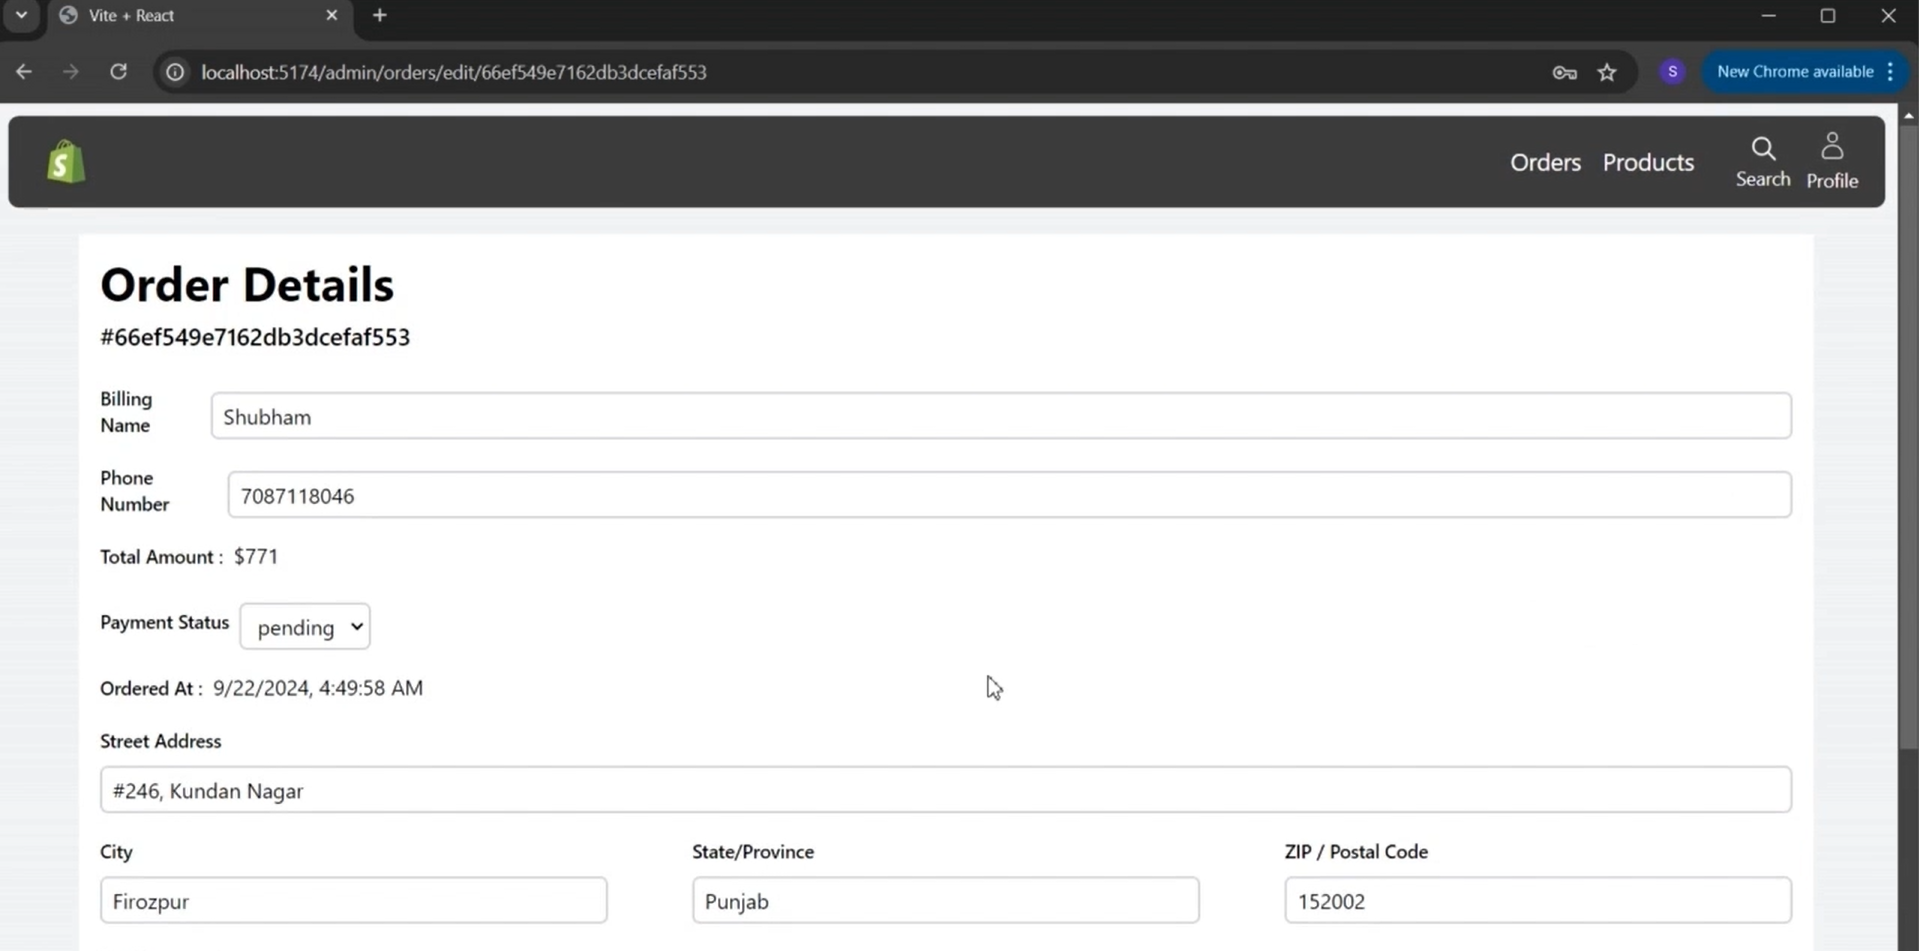 Vite + React
localhost:5174/admin/orders/edit/66ef549e7162db3dcefaf553
S
New Chrome available
S
Orders
Products
Search
Profile
Order Details
#66ef549e7162db3dcefaf553
Billing
Name
Shubham
Phone
Number
7087118046
Total Amount : $771
Payment Status
pending
Ordered At : 9/22/2024, 4:49:58 AM
Street Address
#246, Kundan Nagar
City
State/Province
ZIP / Postal Code
Firozpur
Punjab
152002